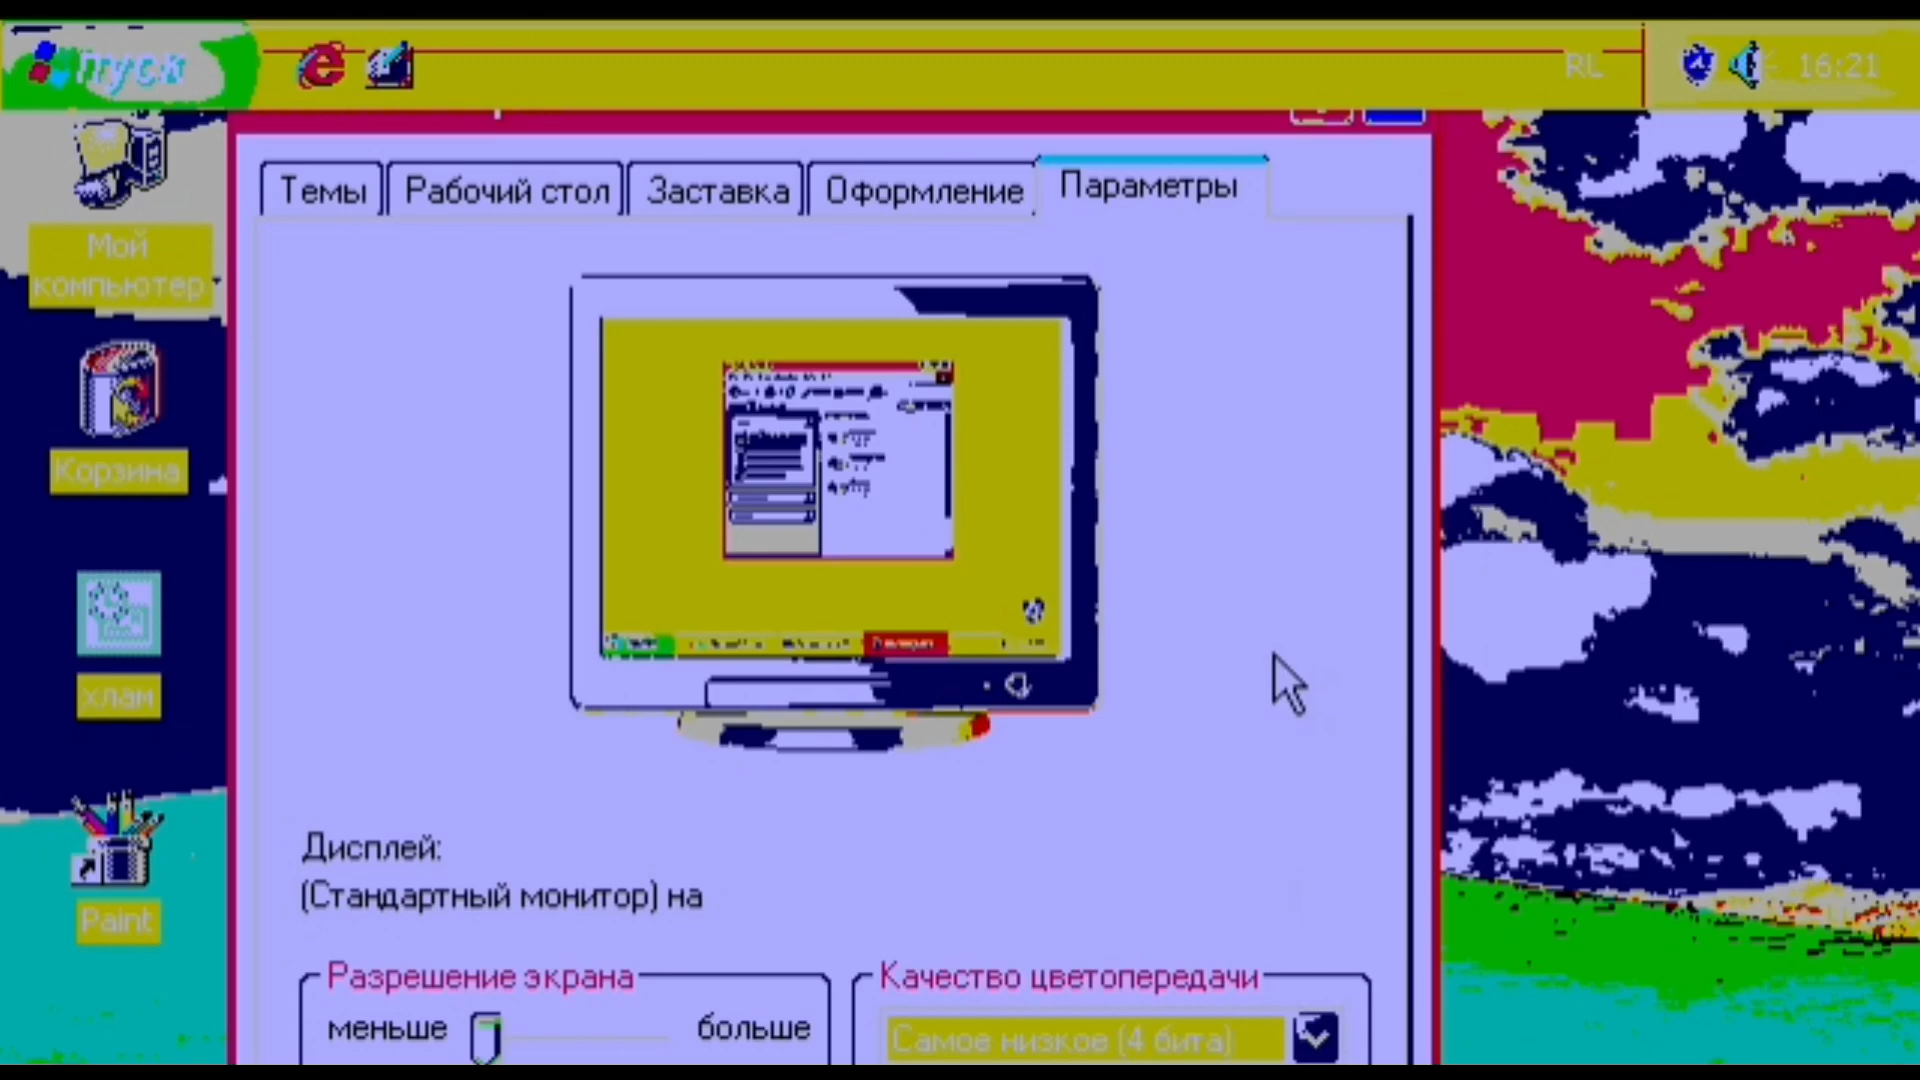 пуск
RL
16:21
Мой
компьютер
Корзина
хлам
Paint
Темы
Рабочий стол
Заставка
Оформление
Параметры
Дисплей:
(Стандартный монитор) на
Разрешение экрана
меньше
больше
Качество цветопередачи
Самое низкое (4 бита)